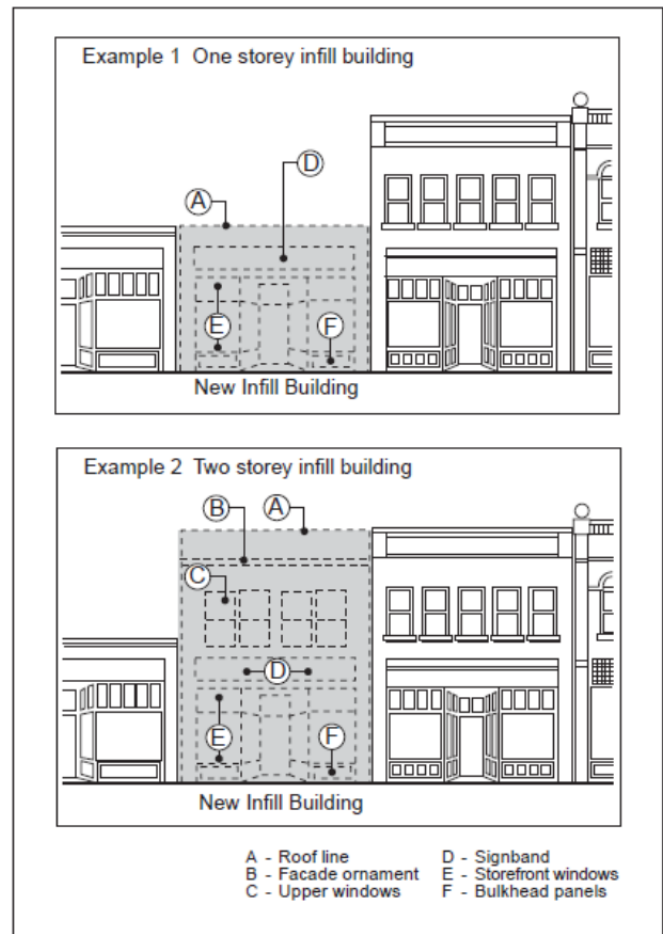 Example 1 One storey infill building
D
A
E
F
New Infill Building
Example 2 Two storey infill building
B
A
C
D
E
F
New Infill Building
A - Roof line
B - Facade ornament
C - Upper windows
D - Signband
E - Storefront windows
F - Bulkhead panels